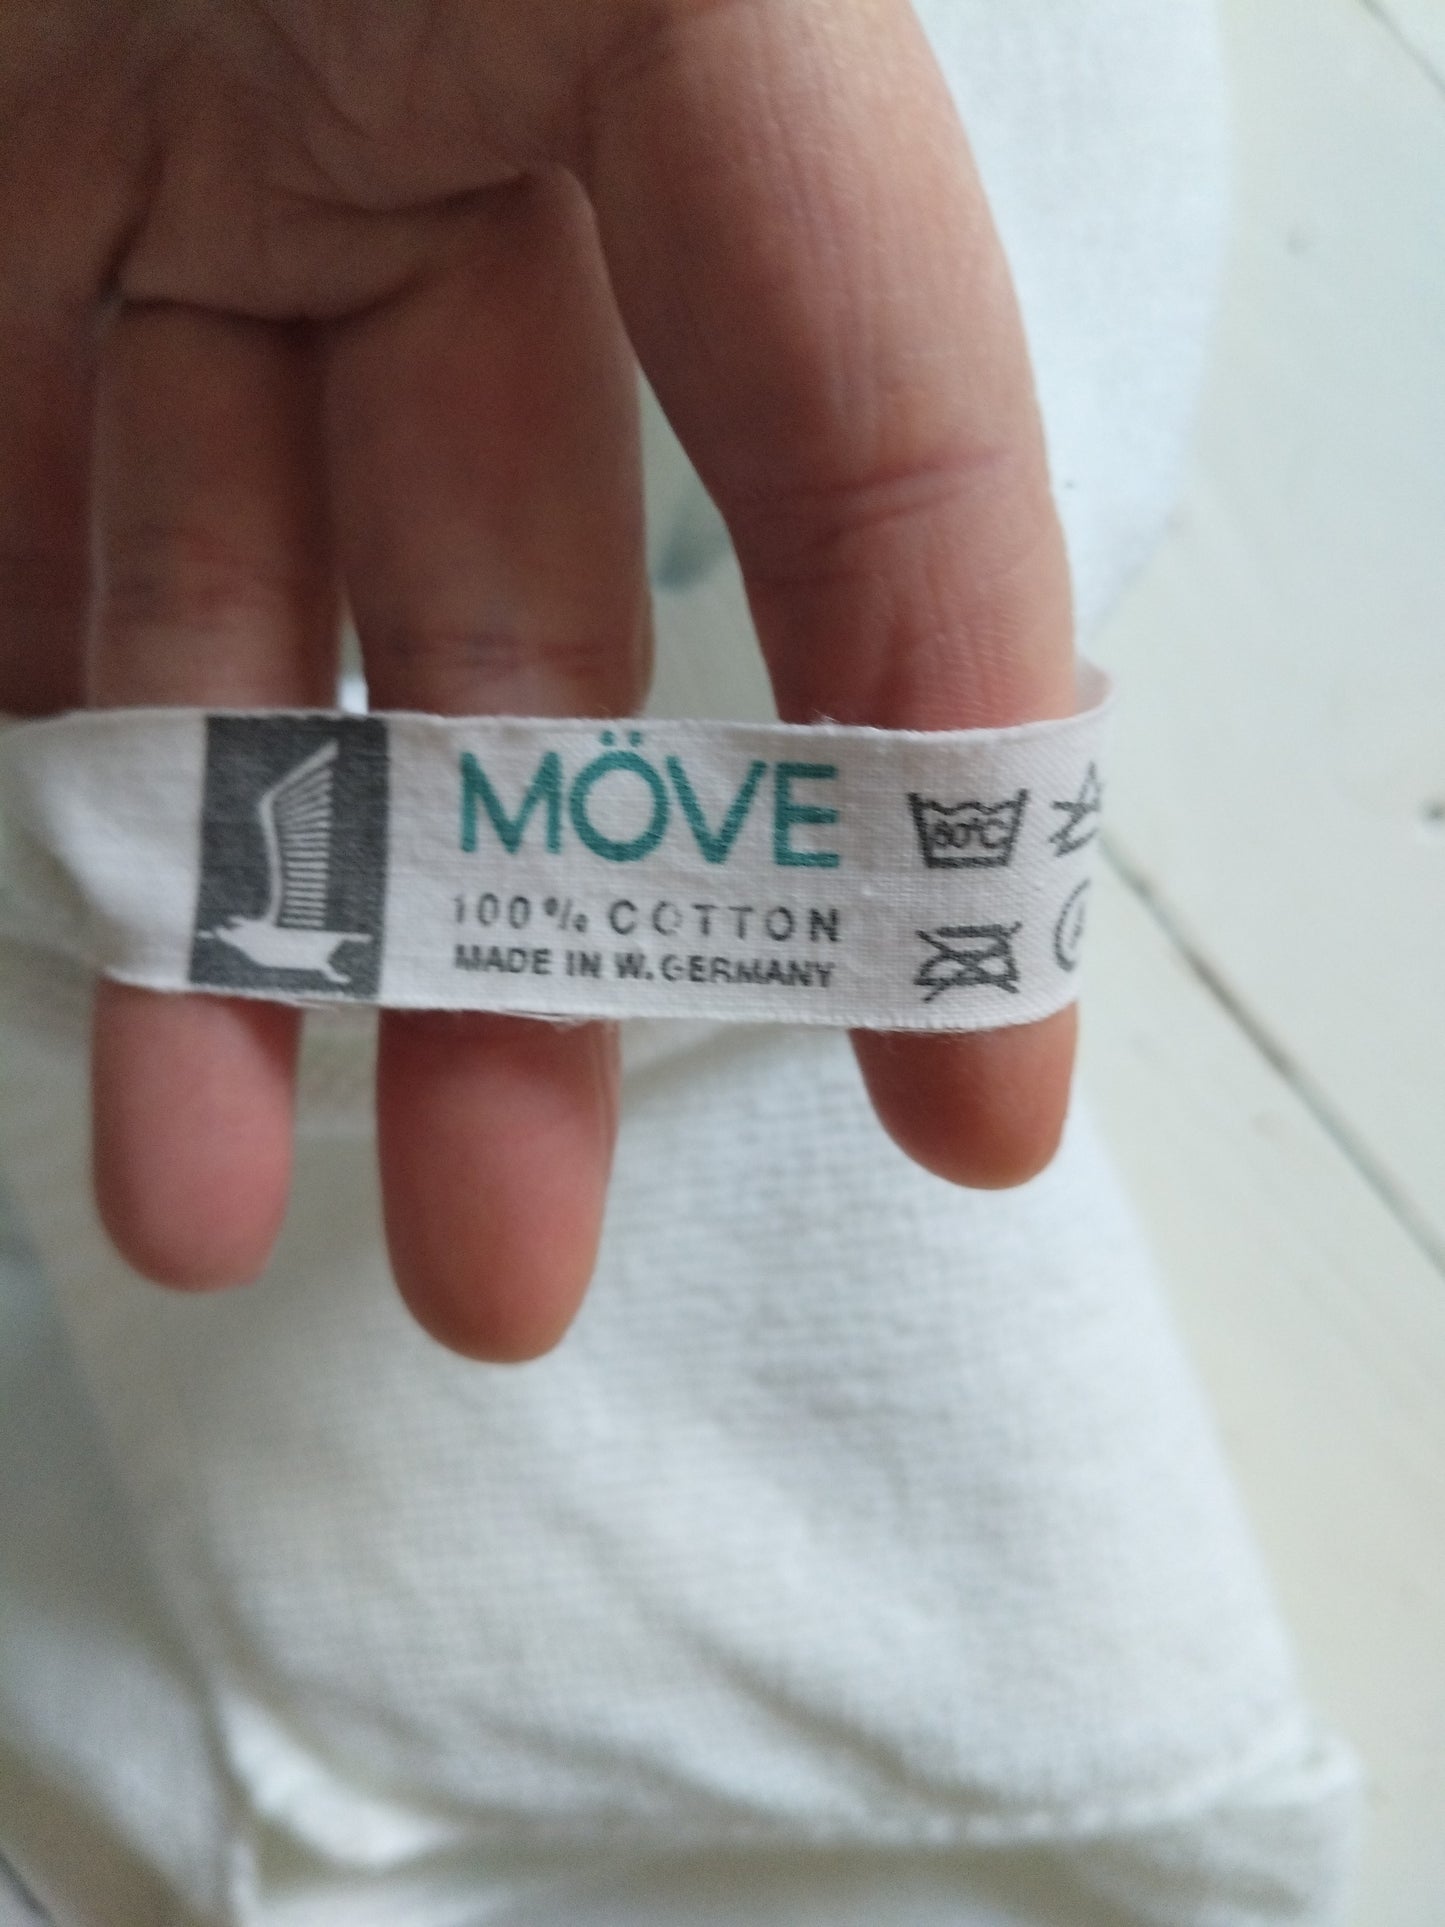 MÖVE
100% COTTON
MADE IN W. GERMANY
60°C